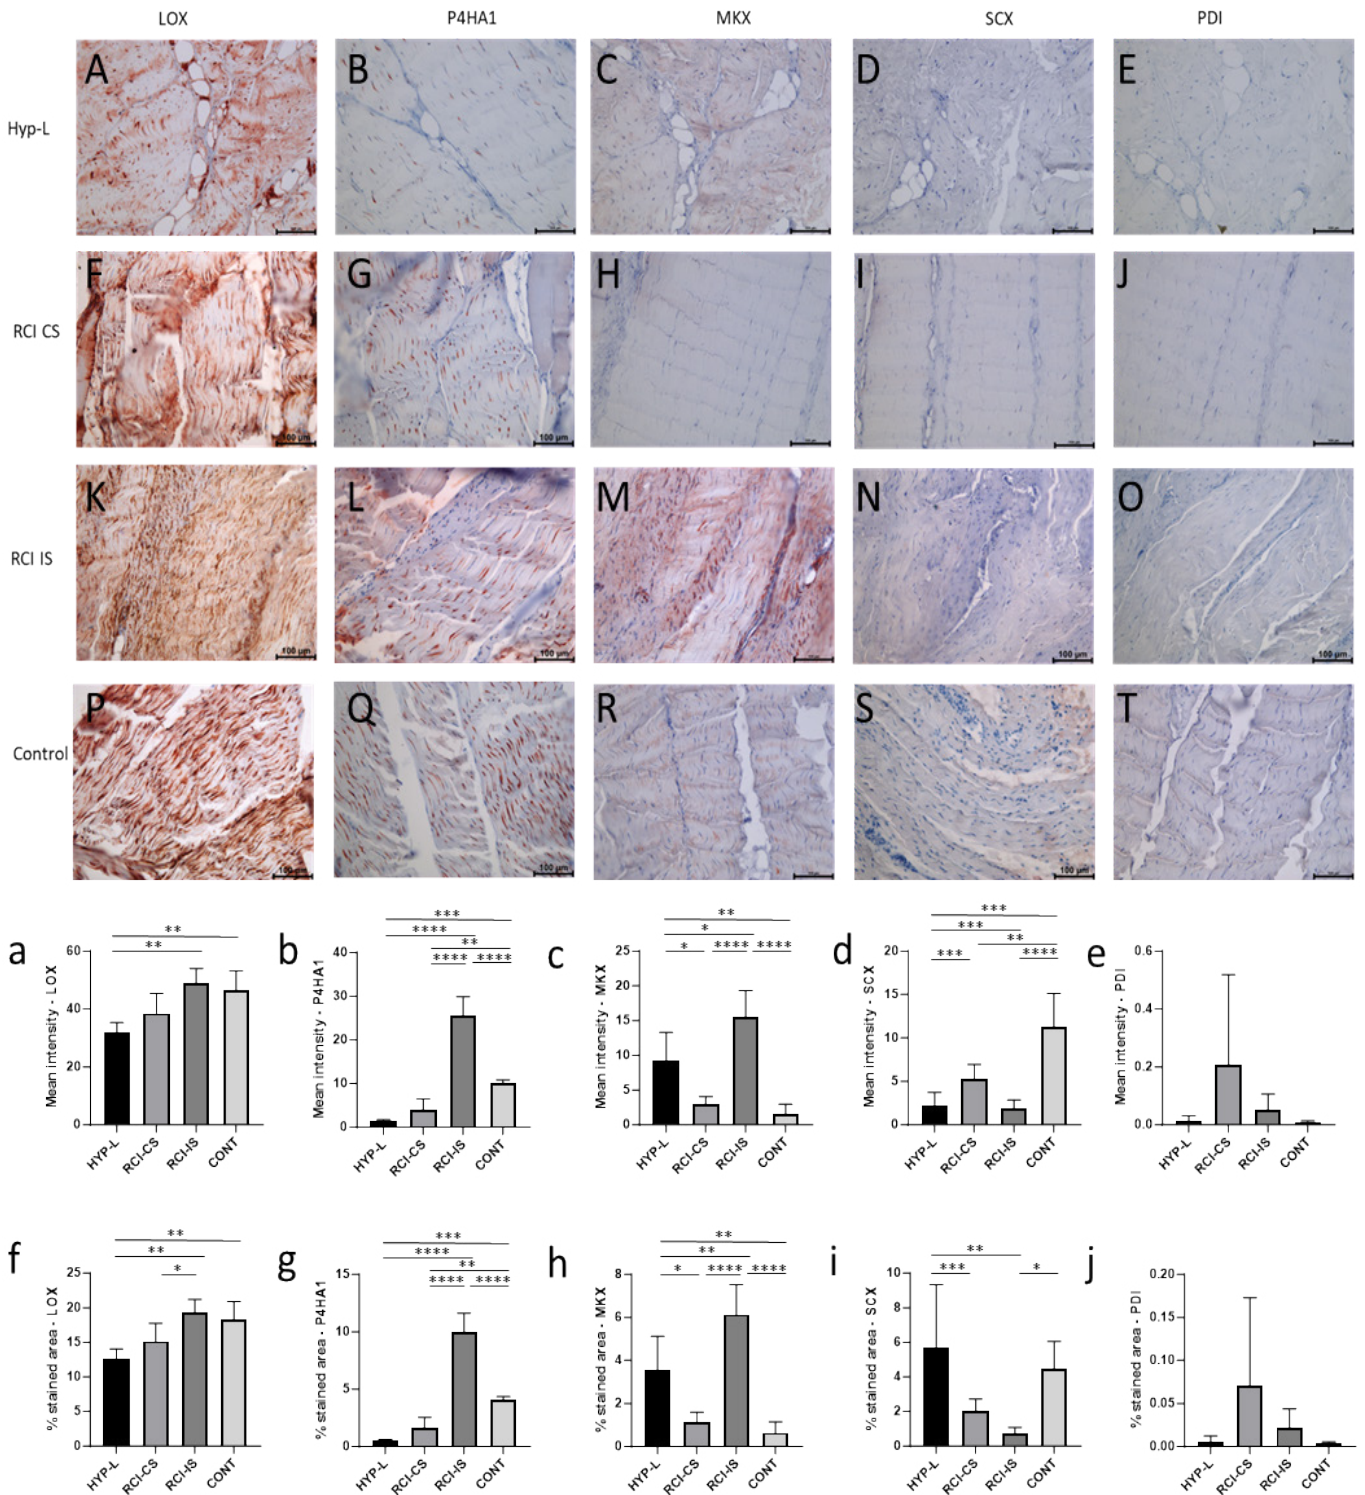 LOX P4HA1 MKX SCX PDI
Hyp-L A B C D E
RCI CS F G H I J
100 µm 100 µm
RCI IS K L M N O
100 µm 100 µm 100 µm 100 µm
Control P Q R S T
100 µm 100 µm 100 µm
a
Mean intensity - LOX
60
40
20
0
** **
HYP-L RCI-CS RCI-IS CONT
b
Mean intensity - P4HA1
40
30
20
10
0
*** **** ** **** ****
HYP-L RCI-CS RCI-IS CONT
c
Mean intensity - MKX
25
20
15
10
5
0
** * * **** ****
HYP-L RCI-CS RCI-IS CONT
d
Mean intensity - SCX
20
15
10
5
0
*** *** ** *** ****
HYP-L RCI-CS RCI-IS CONT
e
Mean intensity - PDI
0.6
0.4
0.2
0.0
HYP-L RCI-CS RCI-IS CONT
f
% stained area - LOX
25
20
15
10
5
0
** ** *
HYP-L RCI-CS RCI-IS CONT
g
% stained area - P4HA1
15
10
5
0
*** **** ** **** ****
HYP-L RCI-CS RCI-IS CONT
h
% stained area - MKX
8
6
4
2
0
** ** * **** ****
HYP-L RCI-CS RCI-IS CONT
i
% stained area - SCX
10
8
6
4
2
0
** *** *
HYP-L RCI-CS RCI-IS CONT
j
% stained area - PDI
0.20
0.15
0.10
0.05
0.00
HYP-L RCI-CS RCI-IS CONT